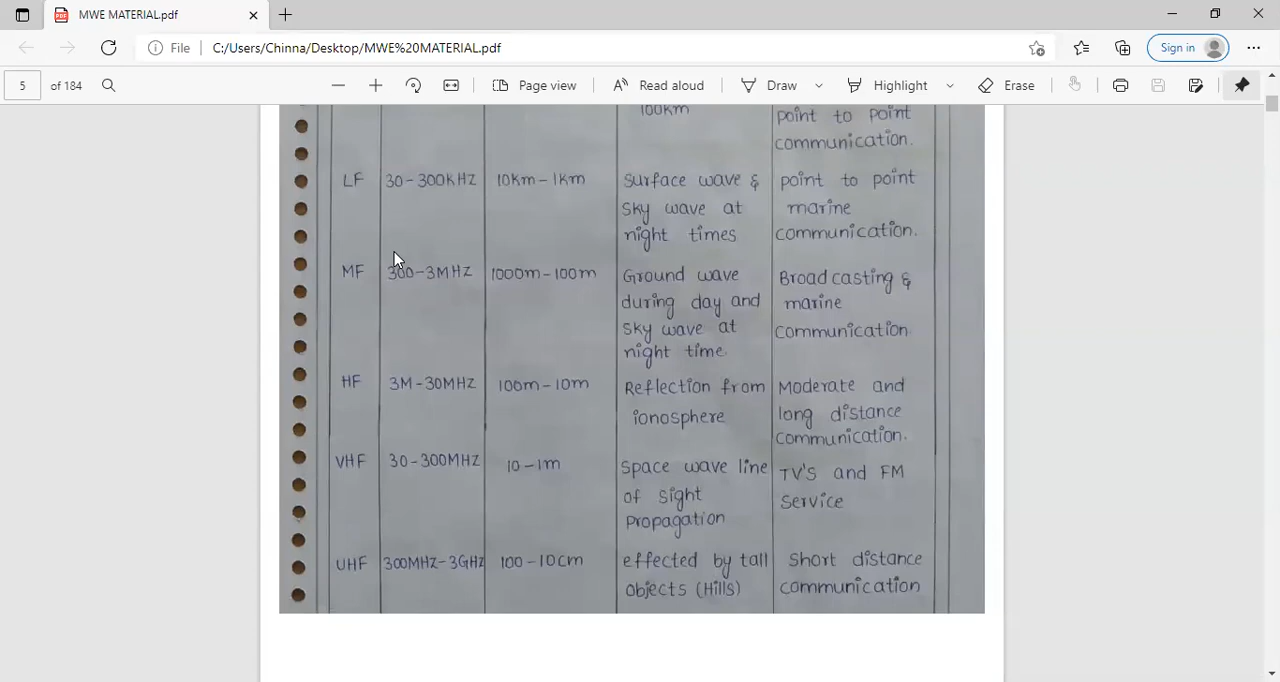 MWE MATERIAL.pdf
File C:/Users/Chinna/Desktop/MWE%20MATERIAL.pdf Sign in
5 of 184 Page view Read aloud Draw Highlight Erase
100km point to point
communication.
LF 30-300KHZ 10Km-1Km Surface wave & point to point
Sky wave at marine
night times communication.
MF 300-3MHZ 1000m-100m Ground wave Broad casting &
during day and marine
Sky wave at communication
night time.
HF 3M-30MHZ 100m-10m Reflection from Moderate and
ionosphere long distance
communication.
VHF 30-300MHZ 10-1m Space wave line TV'S and FM
of Sight Service
Propagation
UHF 300MHZ-3GHZ 100-10cm effected by tall Short distance
Objects (Hills) communication